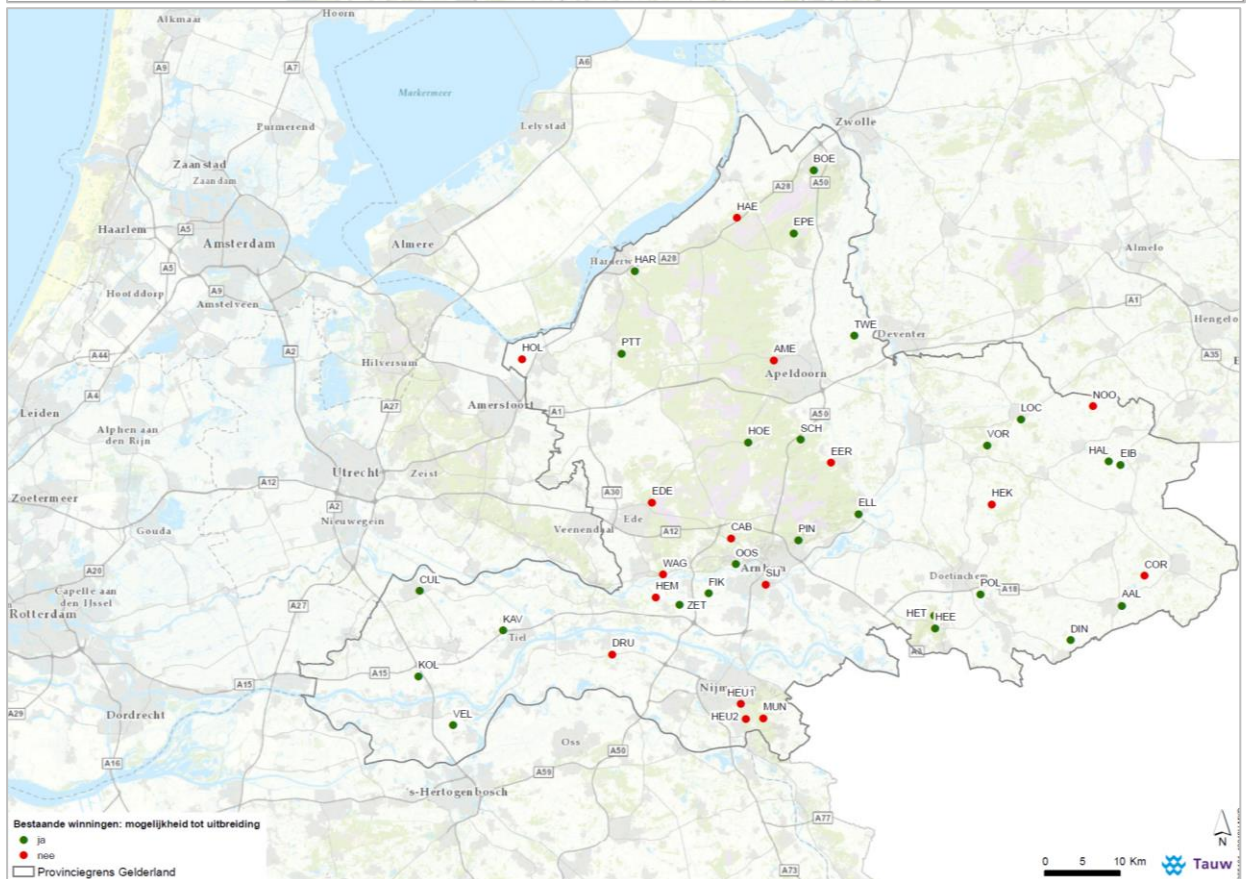 Hoorn
Alkmaar
A9
A7
A6
Markermeer
Purmerend
Lelystad
Zwolle
BOE
A28
A50
Zaanstad
Zaandam
HAE
EPE
Haarlem
A5
Amsterdam
Almere
Harderw
A28
HAR
Almelo
A5
Hoofddorp
A9
Amstelveen
A1
TWE
Deventer
Hengelo
A44
A2
Hilversum
HOL
PTT
AME
Apeldoorn
A35
A4
Leiden
A27
Amersfoort
A1
A50
LOC
NOO
Alphen aan
den Rijn
HOE
SCH
VOR
HAL
EIB
EER
Utrecht
Zeist
A12
A30
EDE
HEK
Zoetermeer
A2
Nieuwegein
Ede
ELL
Gouda
Veenendaal
A12
CAB
PIN
OOS
A20
WAG
SIJ
Doetinchem
COR
Capelle aan
den IJssel
CUL
HEM
FIK
POL
A18
A27
ZET
AAL
Rotterdam
KAV
Tiel
HET
HEE
DIN
DRU
KOL
A15
A15
Nijm
HEU1
A29
Dordrecht
VEL
HEU2
MUN
Oss
A50
A16
A59
's-Hertogenbosch
A77
Bestaande winningen: mogelijkheid tot uitbreiding
ja
nee
Provinciegrens Gelderland
A73
0 5 10 Km
N
Tauw